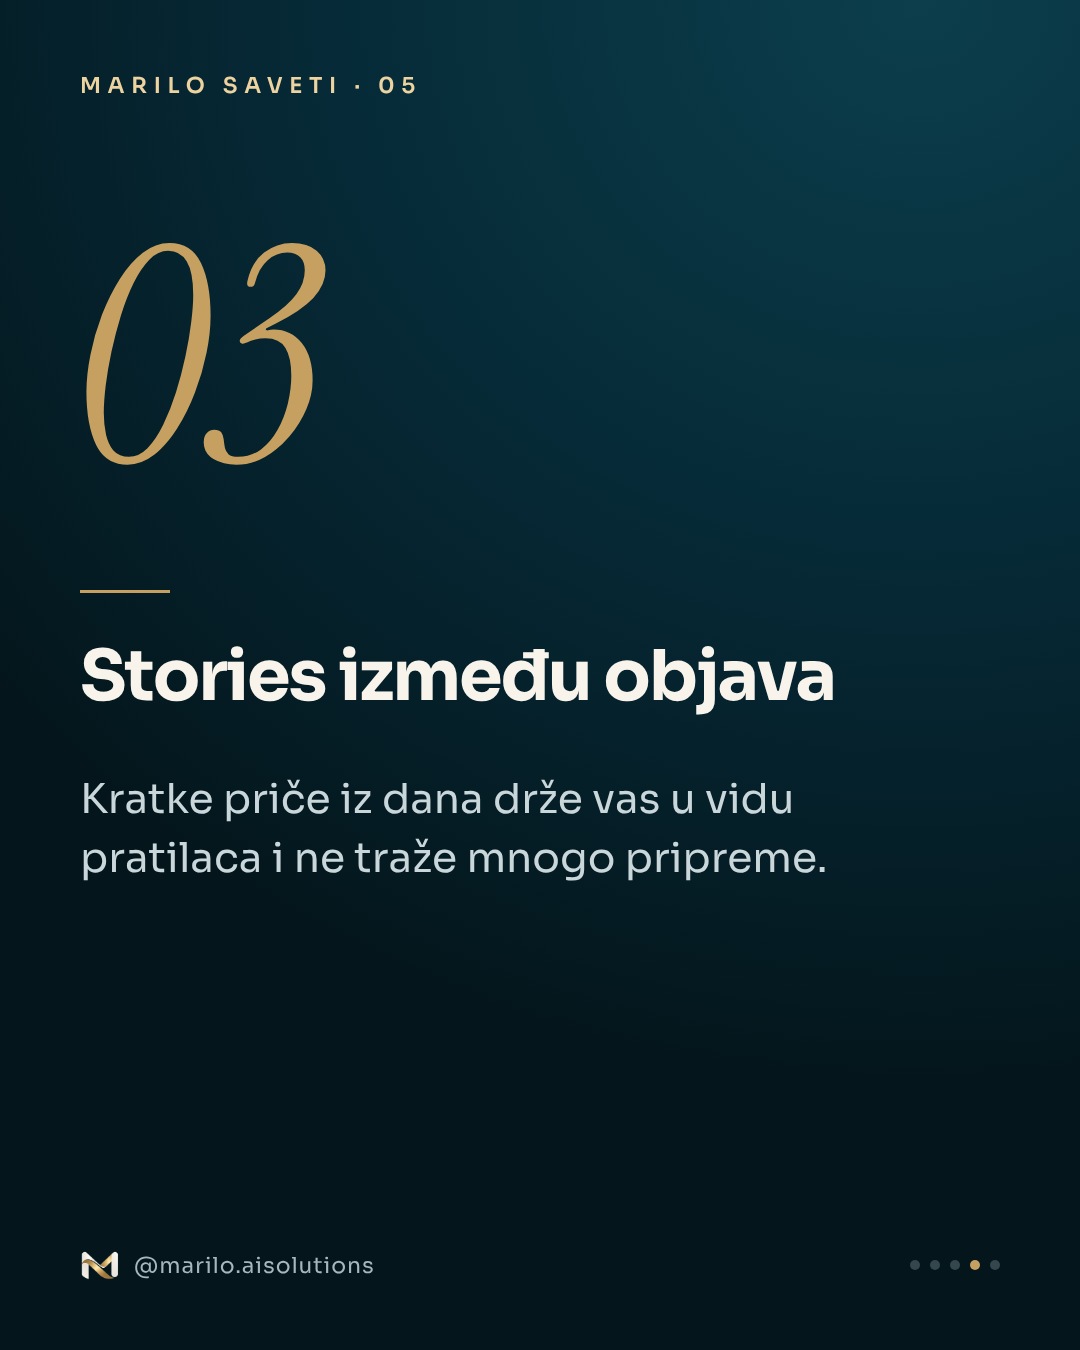 MARILO SAVETI · 05
03
Stories između objava
Kratke priče iz dana drže vas u vidu
pratilaca i ne traže mnogo pripreme.
@marilo.aisolutions